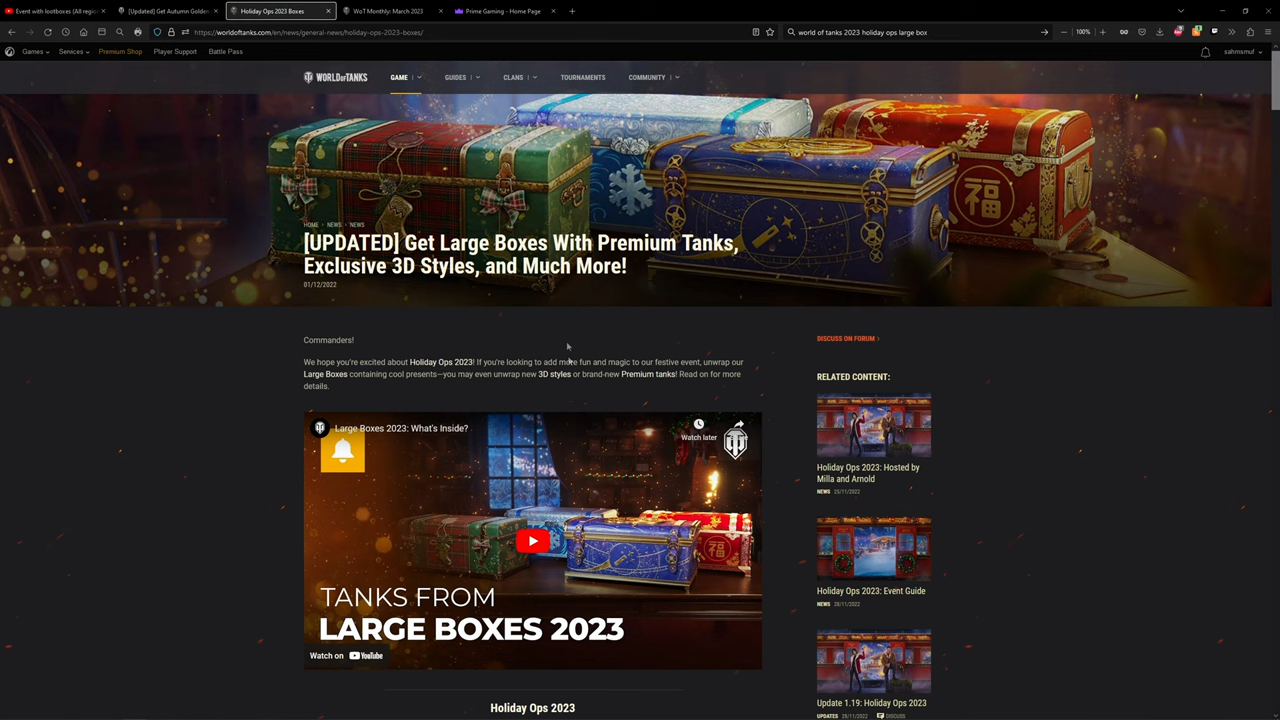 Event with lootboxes (All regio
[Updated] Get Autumn Golden
Holiday Ops 2023 Boxes
WoT Monthly: March 2023
Prime Gaming - Home Page
https://worldoftanks.com/en/news/general-news/holiday-ops-2023-boxes/
100%
world of tanks 2023 holiday ops large box
Games
Services
Premium Shop
Player Support
Battle Pass
sahmsmuf
WORLD OF TANKS
GAME
GUIDES
CLANS
TOURNAMENTS
COMMUNITY
福
HOME NEWS NEWS
[UPDATED] Get Large Boxes With Premium Tanks,
Exclusive 3D Styles, and Much More!
01/12/2022
Commanders!
We hope you're excited about Holiday Ops 2023! If you're looking to add more fun and magic to our festive event, unwrap our
Large Boxes containing cool presents—you may even unwrap new 3D styles or brand-new Premium tanks! Read on for more
details.
Large Boxes 2023: What's Inside?
Watch later
福
TANKS FROM
LARGE BOXES 2023
Watch on YouTube
Holiday Ops 2023
DISCUSS ON FORUM
RELATED CONTENT:
Holiday Ops 2023: Hosted by
Milla and Arnold
NEWS 25/11/2022
Holiday Ops 2023: Event Guide
NEWS 28/11/2022
Update 1.19: Holiday Ops 2023
UPDATES 28/11/2022 DISCUSS